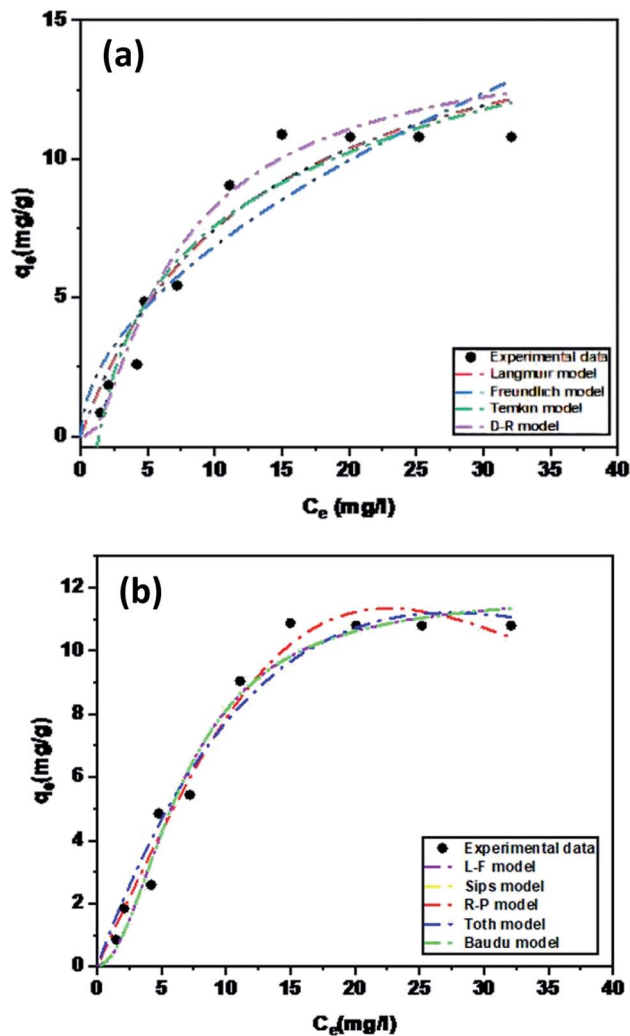 (a)
15
10
5
0
qe(mg/g)
Experimental data
Langmuir model
Freundlich model
Temkin model
D-R model
0 5 10 15 20 25 30 35 40
Ce (mg/l)
(b)
12
10
8
6
4
2
0
qe(mg/g)
Experimental data
L-F model
Sips model
R-P model
Toth model
Baudu model
0 5 10 15 20 25 30 35 40
Ce(mg/l)